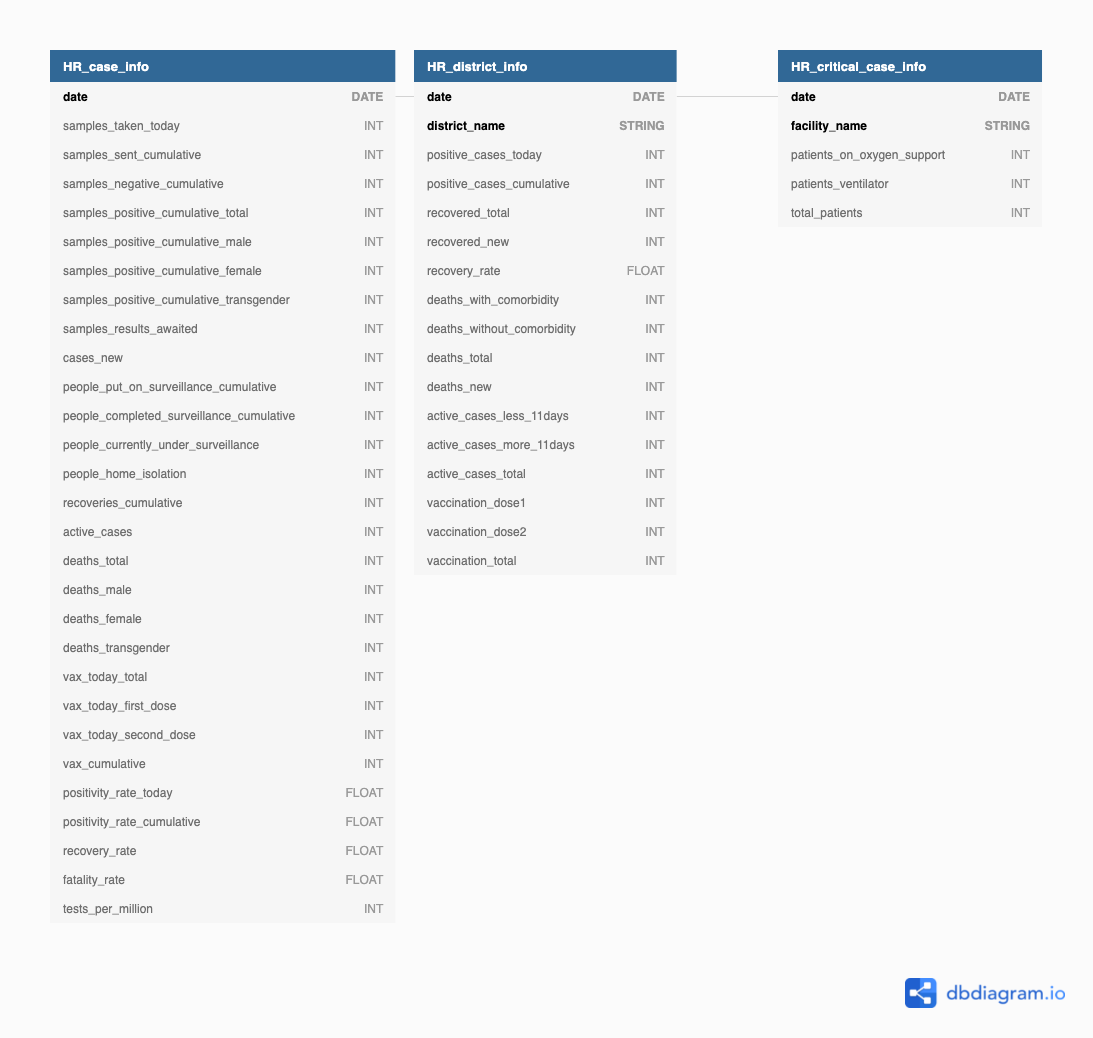 HR_case_info
date DATE
samples_taken_today INT
samples_sent_cumulative INT
samples_negative_cumulative INT
samples_positive_cumulative_total INT
samples_positive_cumulative_male INT
samples_positive_cumulative_female INT
samples_positive_cumulative_transgender INT
samples_results_awaited INT
cases_new INT
people_put_on_surveillance_cumulative INT
people_completed_surveillance_cumulative INT
people_currently_under_surveillance INT
people_home_isolation INT
recoveries_cumulative INT
active_cases INT
deaths_total INT
deaths_male INT
deaths_female INT
deaths_transgender INT
vax_today_total INT
vax_today_first_dose INT
vax_today_second_dose INT
vax_cumulative INT
positivity_rate_today FLOAT
positivity_rate_cumulative FLOAT
recovery_rate FLOAT
fatality_rate FLOAT
tests_per_million INT
HR_district_info
date DATE
district_name STRING
positive_cases_today INT
positive_cases_cumulative INT
recovered_total INT
recovered_new INT
recovery_rate FLOAT
deaths_with_comorbidity INT
deaths_without_comorbidity INT
deaths_total INT
deaths_new INT
active_cases_less_11days INT
active_cases_more_11days INT
active_cases_total INT
vaccination_dose1 INT
vaccination_dose2 INT
vaccination_total INT
HR_critical_case_info
date DATE
facility_name STRING
patients_on_oxygen_support INT
patients_ventilator INT
total_patients INT
dbdiagram.io